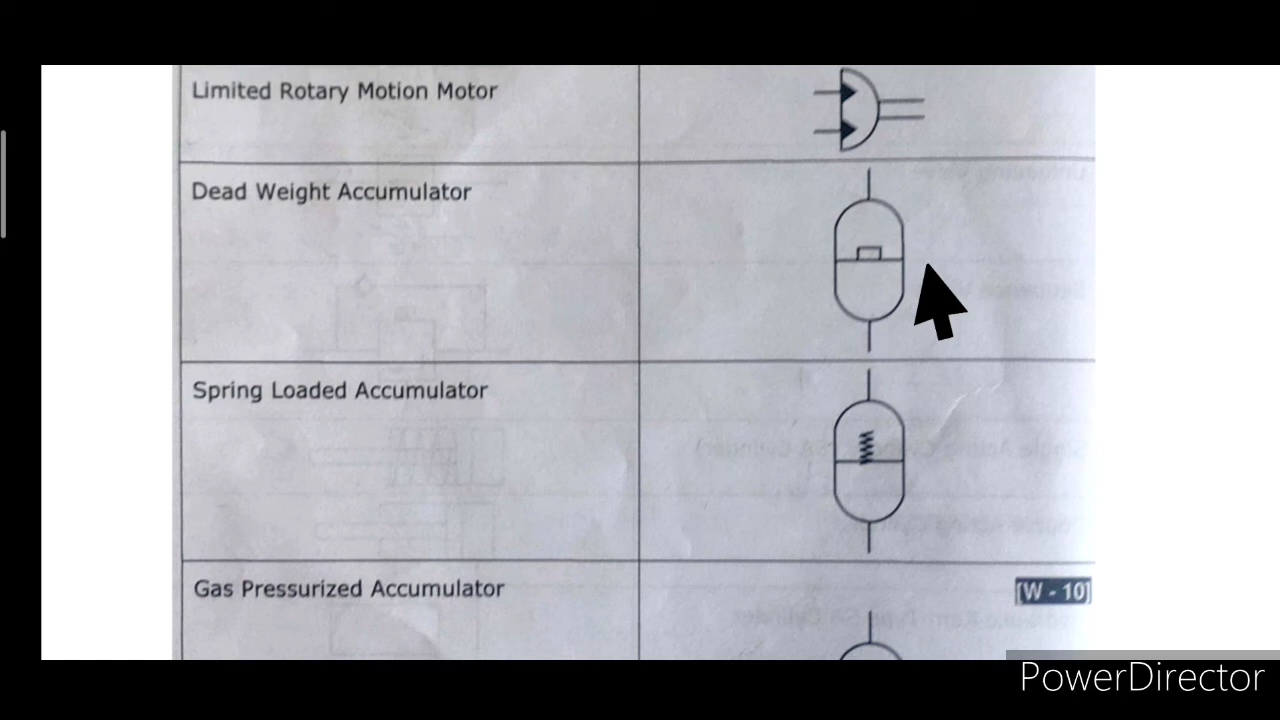 Limited Rotary Motion Motor
Dead Weight Accumulator
Spring Loaded Accumulator
Gas Pressurized Accumulator
[W - 10]
PowerDirector